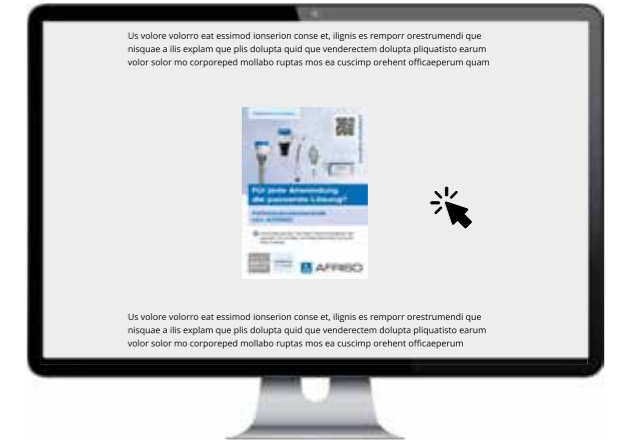 Us volore volorro eat essimod ionserion conse et, ilignis es remporr orestrumendi que
nisquae a ilis explam que plis dolupta quid que venderectem dolupta pliquatisto earum
volor solor mo corporeped mollabo ruptas mos ea cuscimp orehent officaeperum quam
Für jede Anwendung
die passende Lösung?
von AFRISO
AFRISO
Us volore volorro eat essimod ionserion conse et, ilignis es remporr orestrumendi que
nisquae a ilis explam que plis dolupta quid que venderectem dolupta pliquatisto earum
volor solor mo corporeped mollabo ruptas mos ea cuscimp orehent officaeperum